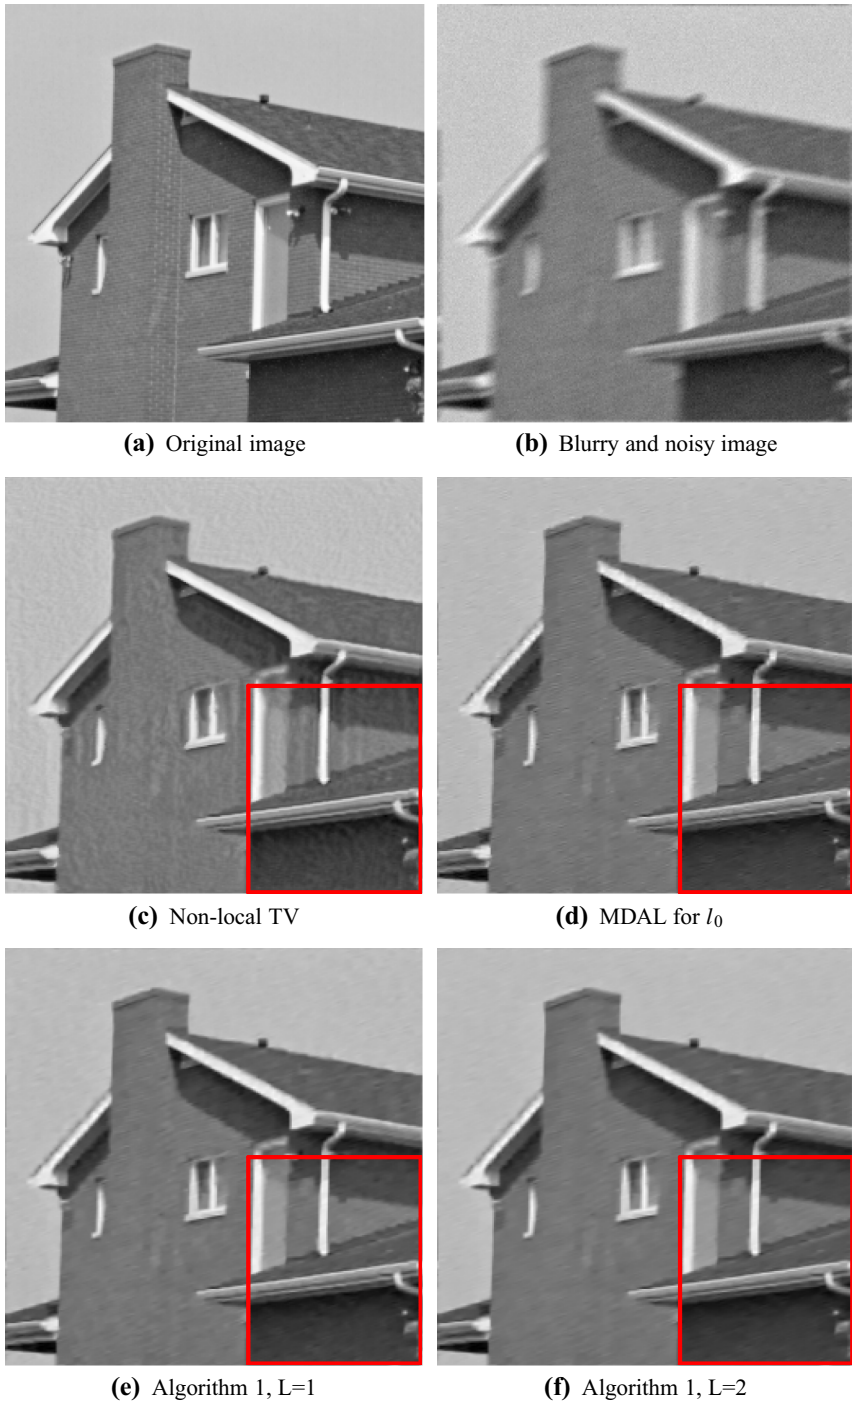 (a) Original image
(b) Blurry and noisy image
(c) Non-local TV
(d) MDAL for l₀
(e) Algorithm 1, L=1
(f) Algorithm 1, L=2